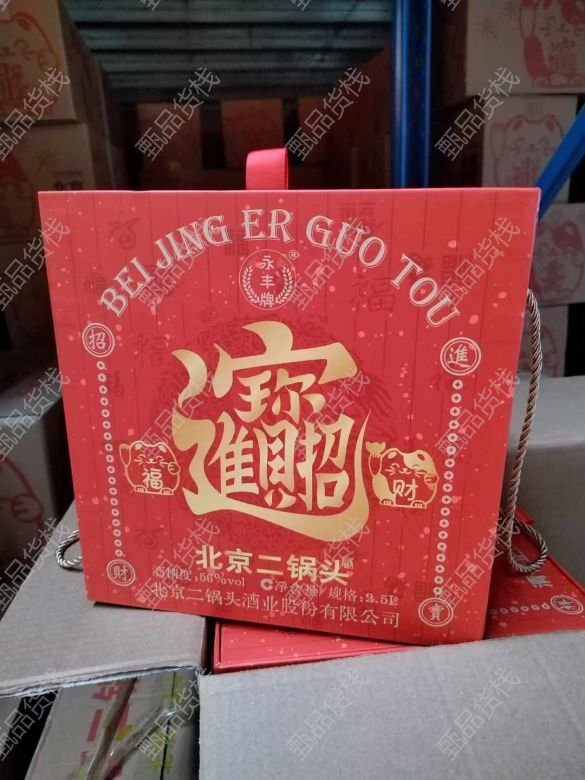 BEI JING ER GUO TOU
永丰牌
招
進
招財進寶
福
财
北京二锅头
酒精度:56%vol
净含量/规格:2.5L
北京二锅头酒业股份有限公司
財
寶
甄品货栈